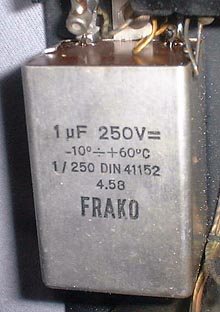 1 µF 250V=
-10°÷+60°C
1/250 DIN 41152
4.58
FRAKO